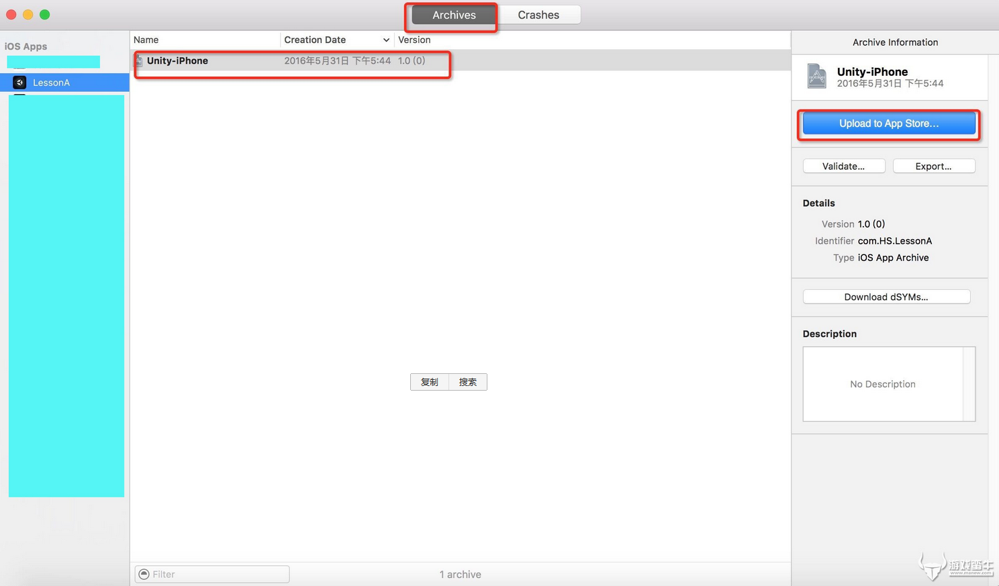 Archives
Crashes
iOS Apps
LessonA
Name
Creation Date
Version
Unity-iPhone
2016年5月31日 下午5:44
1.0 (0)
复制
搜索
Filter
1 archive
Archive Information
Unity-iPhone
2016年5月31日 下午5:44
Upload to App Store...
Validate...
Export...
Details
Version 1.0 (0)
Identifier com.HS.LessonA
Type iOS App Archive
Download dSYMs...
Description
No Description
游戏蛮牛
www.manew.com